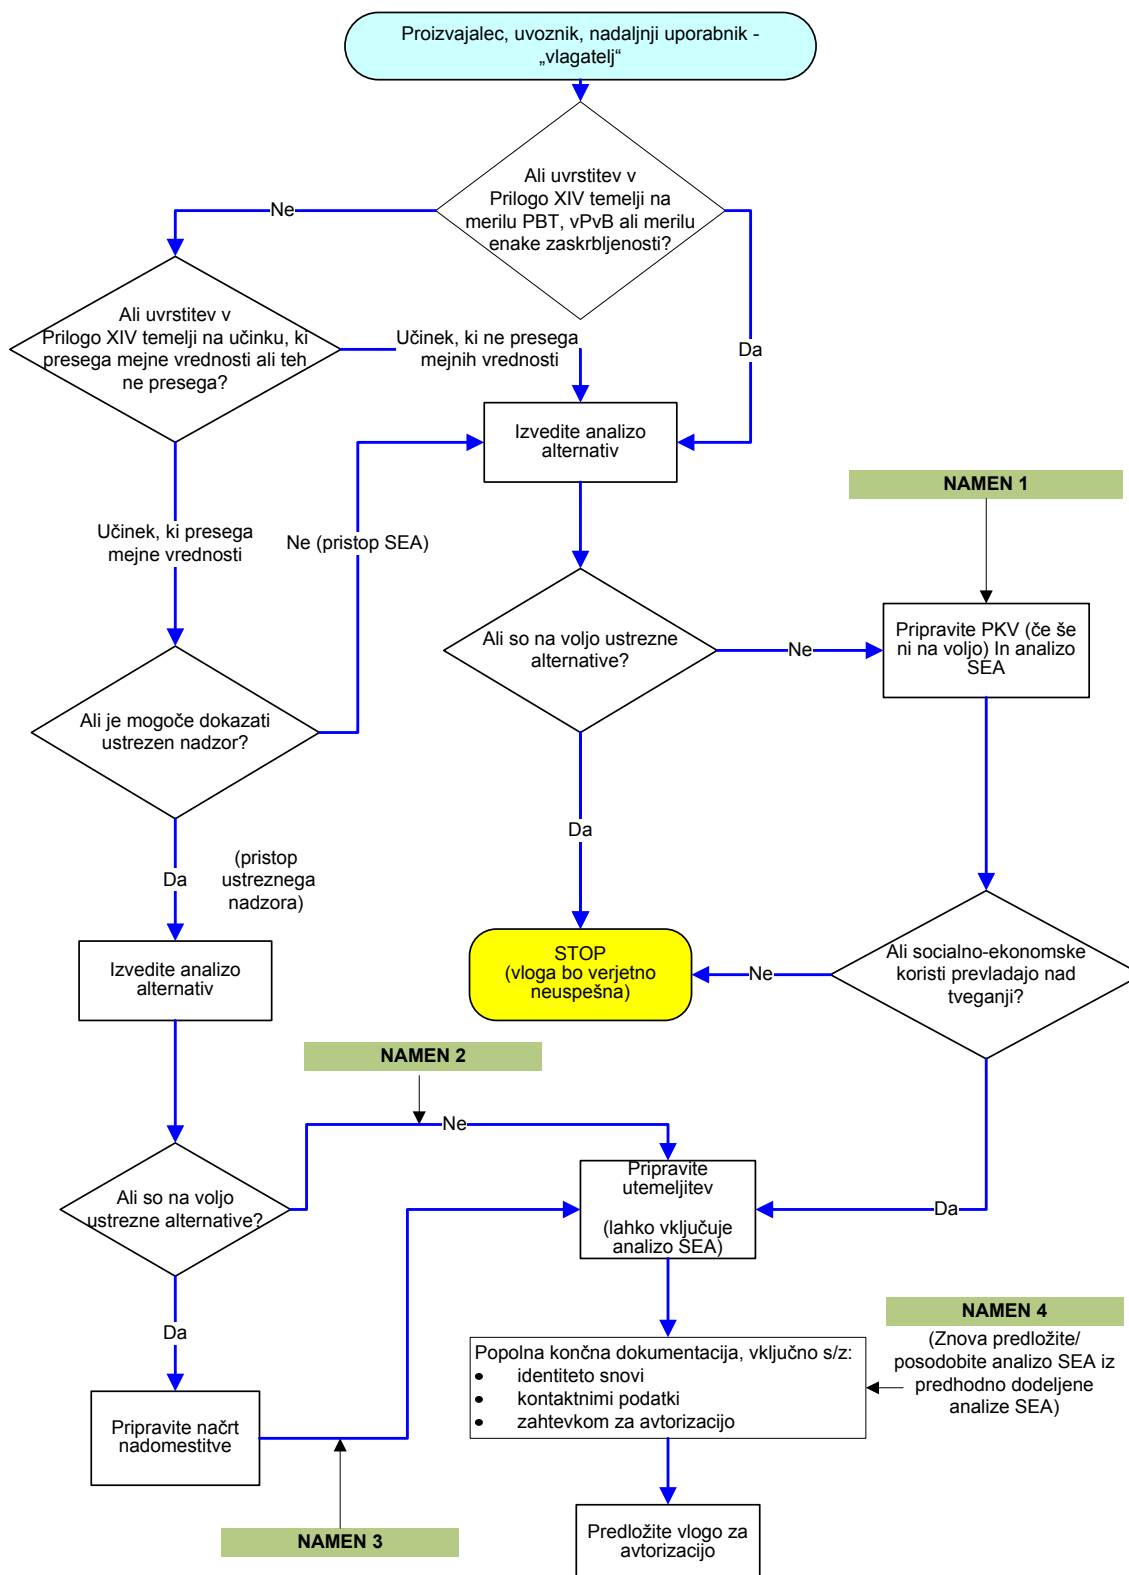 Proizvajalec, uvoznik, nadaljnji uporabnik -
„vlagatelj“
Ali uvrstitev v
Prilogo XIV temelji na
merilu PBT, vPvB ali merilu
enake zaskrbljenosti?
Ne
Da
Ali uvrstitev v
Prilogo XIV temelji na učinku, ki
presega mejne vrednosti ali teh
ne presega?
Učinek, ki ne presega
mejnih vrednosti
Izvedite analizo
alternativ
NAMEN 1
Učinek, ki presega
mejne vrednosti
Ne (pristop SEA)
Ali so na voljo ustrezne
alternative?
Ne
Pripravite PKV (če še
ni na voljo) In analizo
SEA
Ali je mogoče dokazati
ustrezen nadzor?
Da
Da
(pristop
ustreznega
nadzora)
Izvedite analizo
alternativ
STOP
(vloga bo verjetno
neuspešna)
Ne
Ali socialno-ekonomske
koristi prevladajo nad
tveganji?
NAMEN 2
Ne
Ali so na voljo
ustrezne alternative?
Pripravite
utemeljitev
(lahko vključuje
analizo SEA)
Da
Da
NAMEN 4
(Znova predložite/
posodobite analizo SEA iz
predhodno dodeljene
analize SEA)
Popolna končna dokumentacija, vključno s/z:
• identiteto snovi
• kontaktnimi podatki
• zahtevkom za avtorizacijo
Pripravite načrt
nadomestitve
NAMEN 3
Predložite vlogo za
avtorizacijo